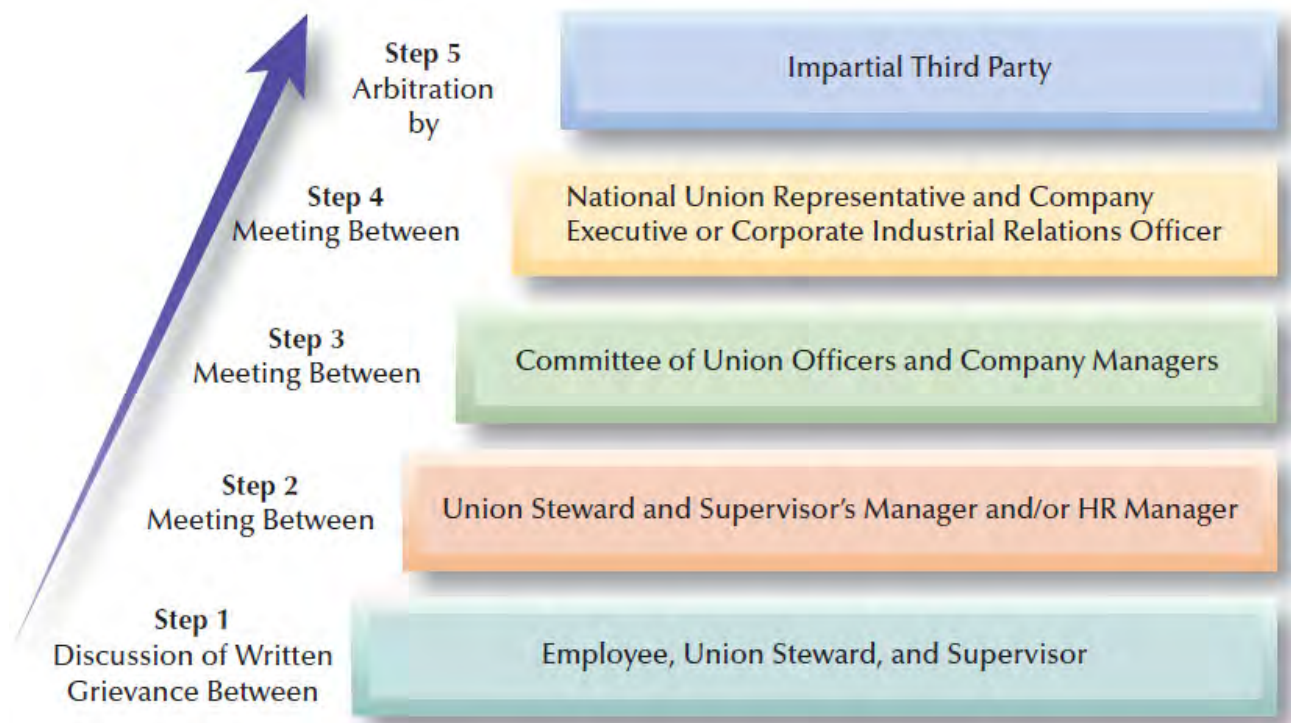 Step 5
Arbitration
by
Impartial Third Party
Step 4
Meeting Between
National Union Representative and Company
Executive or Corporate Industrial Relations Officer
Step 3
Meeting Between
Committee of Union Officers and Company Managers
Step 2
Meeting Between
Union Steward and Supervisor’s Manager and/or HR Manager
Step 1
Discussion of Written
Grievance Between
Employee, Union Steward, and Supervisor